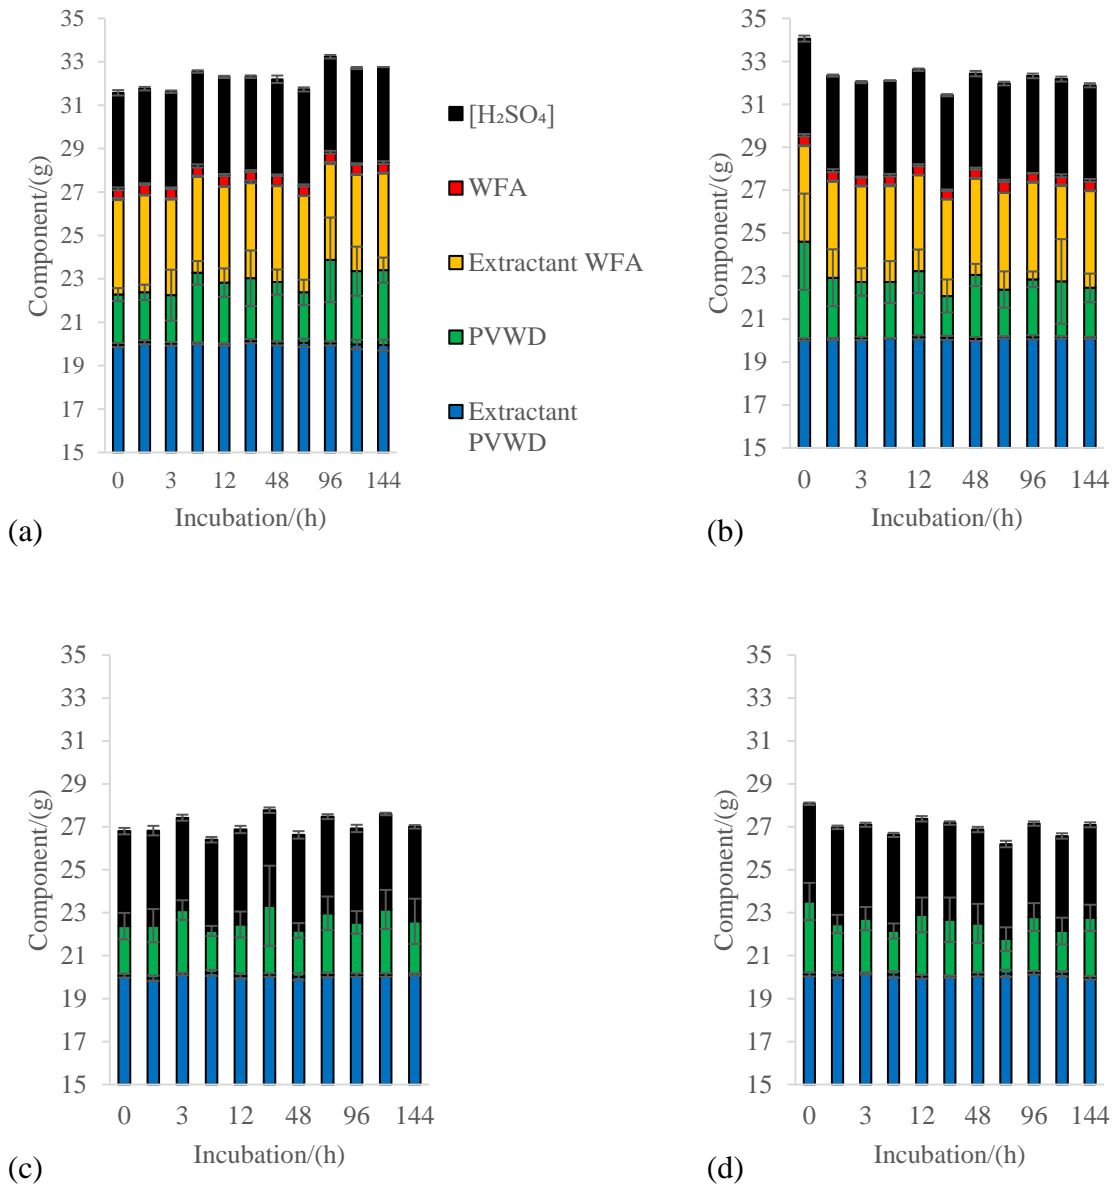 35
33
31
29
27
25
23
21
19
17
15
Component/(g)
0 3 12 48 96 144
Incubation/(h)
(a)
[H₂SO₄]
WFA
Extractant WFA
PVWD
Extractant
PVWD
35
33
31
29
27
25
23
21
19
17
15
Component/(g)
0 3 12 48 96 144
Incubation/(h)
(b)
35
33
31
29
27
25
23
21
19
17
15
Component/(g)
0 3 12 48 96 144
Incubation/(h)
(c)
35
33
31
29
27
25
23
21
19
17
15
Component/(g)
0 3 12 48 96 144
Incubation/(h)
(d)